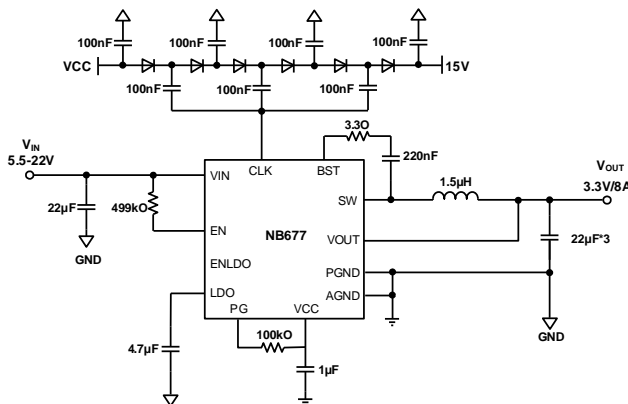 100nF 100nF 100nF 100nF
VCC 15V
100nF 100nF 100nF
3.3Ω
VIN
5.5-22V
CLK BST 220nF
VIN
1.5µH
VOUT
3.3V/8A
SW
22µF 499kΩ
NB677
EN VOUT 22µF*3
GND
ENLDO PGND
LDO AGND
PG VCC
GND
100kΩ
4.7µF
1µF